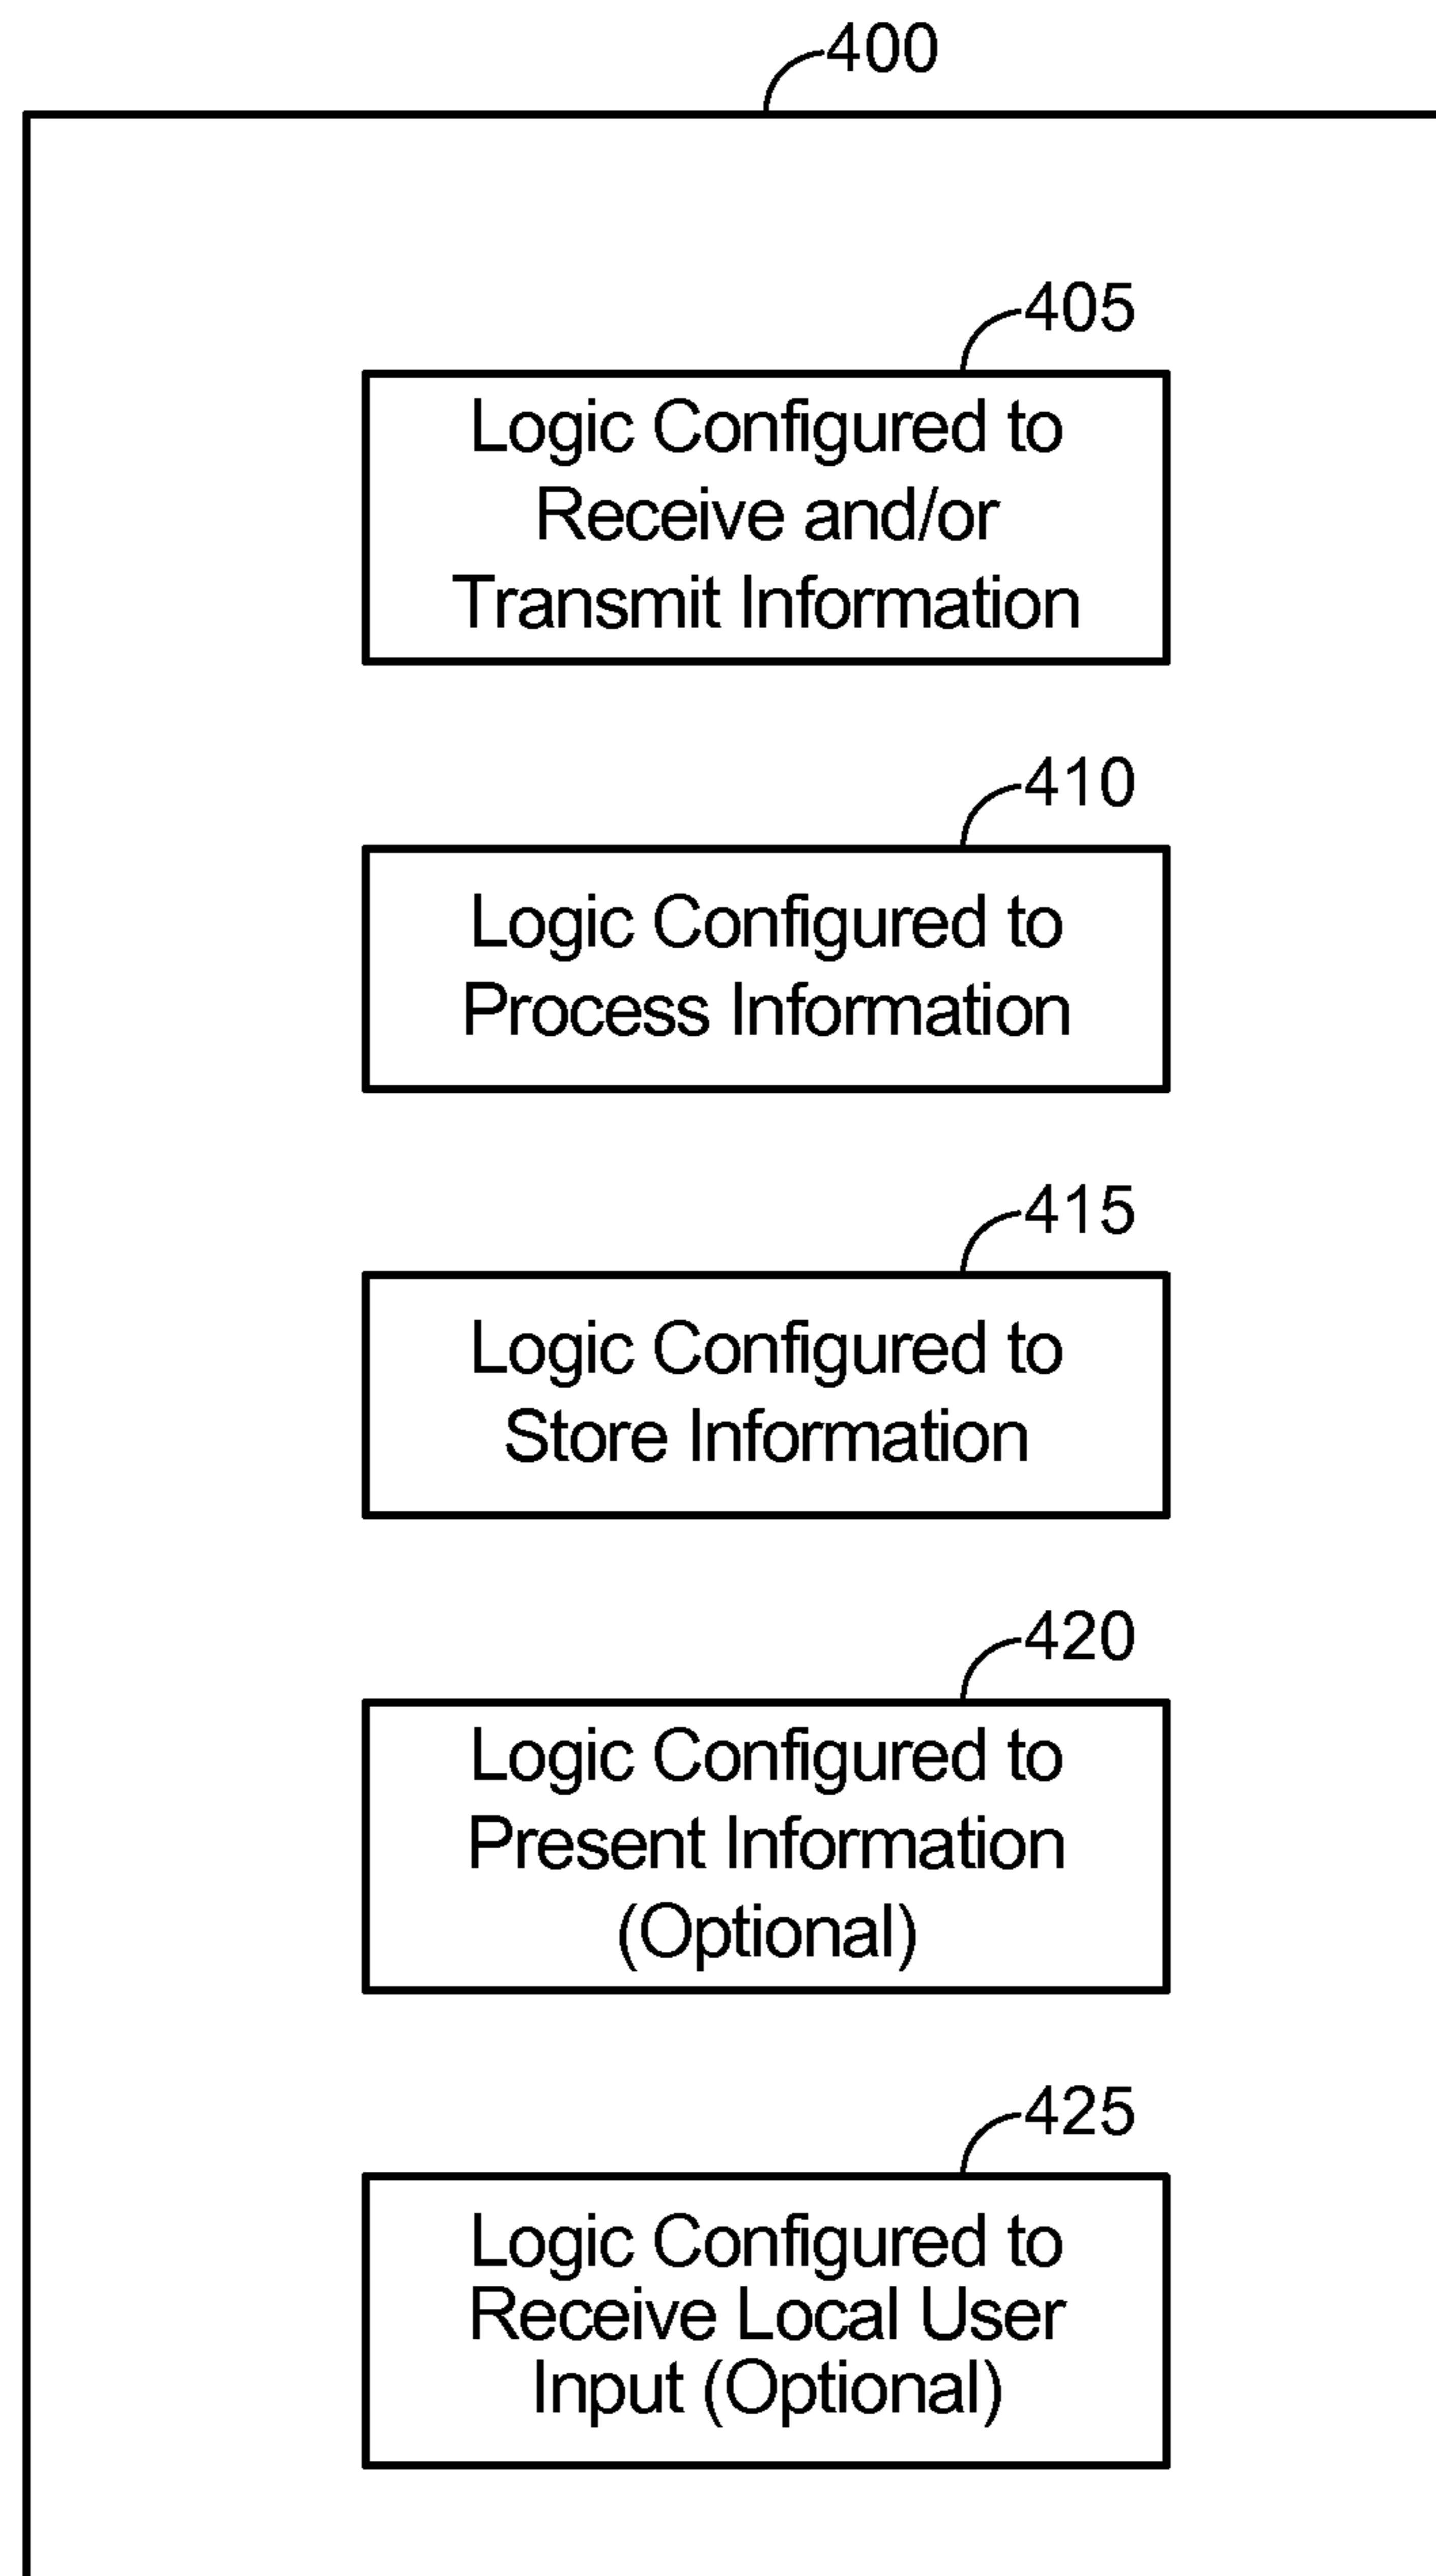 400
405
Logic Configured to
Receive and/or
Transmit Information
410
Logic Configured to
Process Information
415
Logic Configured to
Store Information
420
Logic Configured to
Present Information
(Optional)
425
Logic Configured to
Receive Local User
Input (Optional)